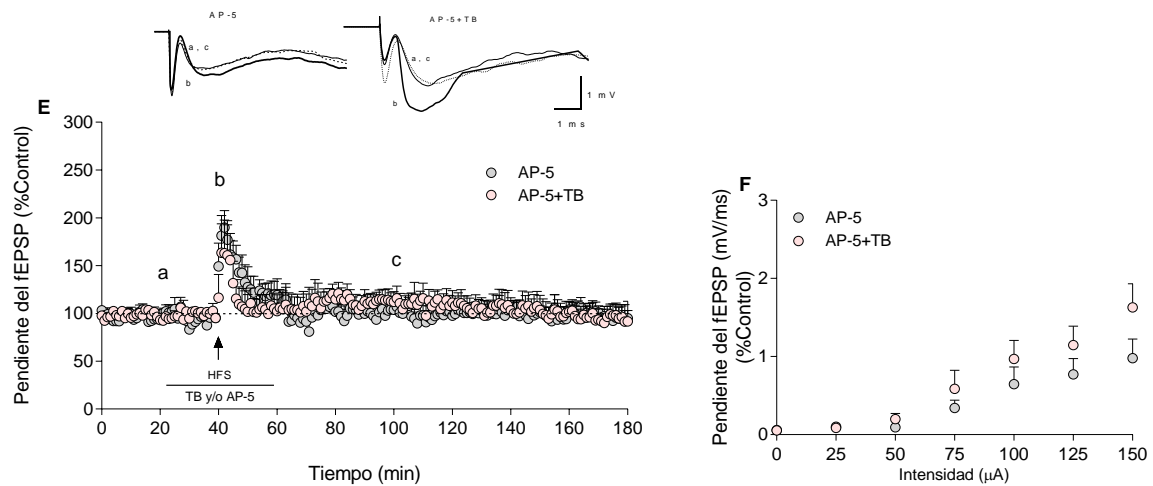 AP-5
AP-5+TB
a, c
b
a, c
b
1 mV
1 ms
E
Pendiente del fEPSP (%Control)
300
250
200
150
100
50
0
b
a
c
AP-5
AP-5+TB
HFS
TB y/o AP-5
0 20 40 60 80 100 120 140 160 180
Tiempo (min)
F
Pendiente del fEPSP (mV/ms)
(%Control)
3
2
1
0
AP-5
AP-5+TB
0 25 50 75 100 125 150
Intensidad (μA)